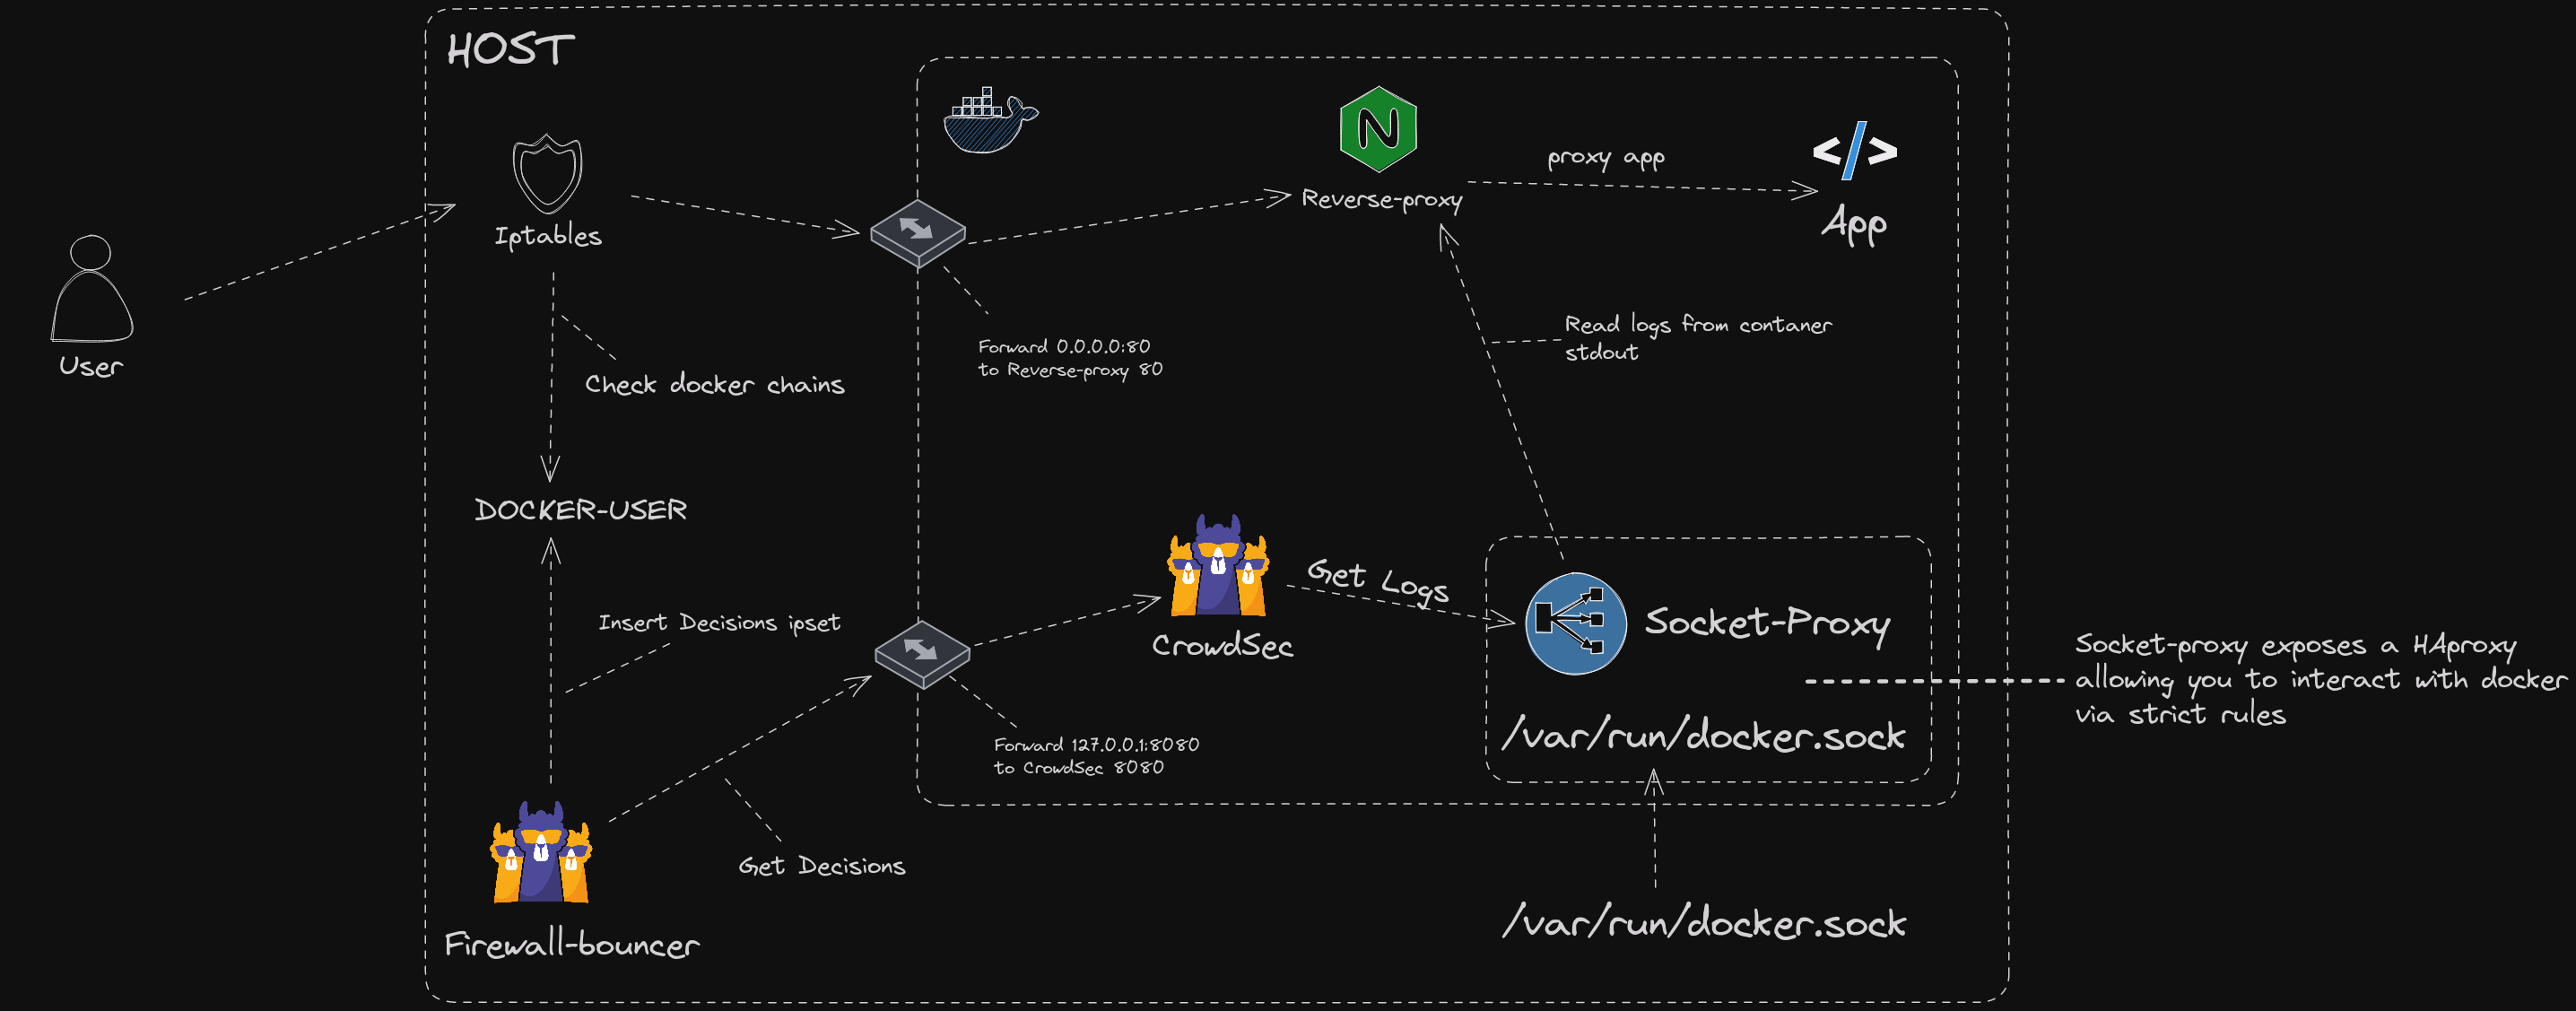 HOST
Iptables
User
Check docker chains
DOCKER-USER
Insert Decisions ipset
Firewall-bouncer
Get Decisions
Forward 0.0.0.0:80
to Reverse-proxy 80
Reverse-proxy
proxy app
App
Read logs from contaner
stdout
CrowdSec
Get Logs
Forward 127.0.0.1:8080
to CrowdSec 8080
Socket-Proxy
/var/run/docker.sock
/var/run/docker.sock
Socket-proxy exposes a HAproxy
allowing you to interact with docker
via strict rules